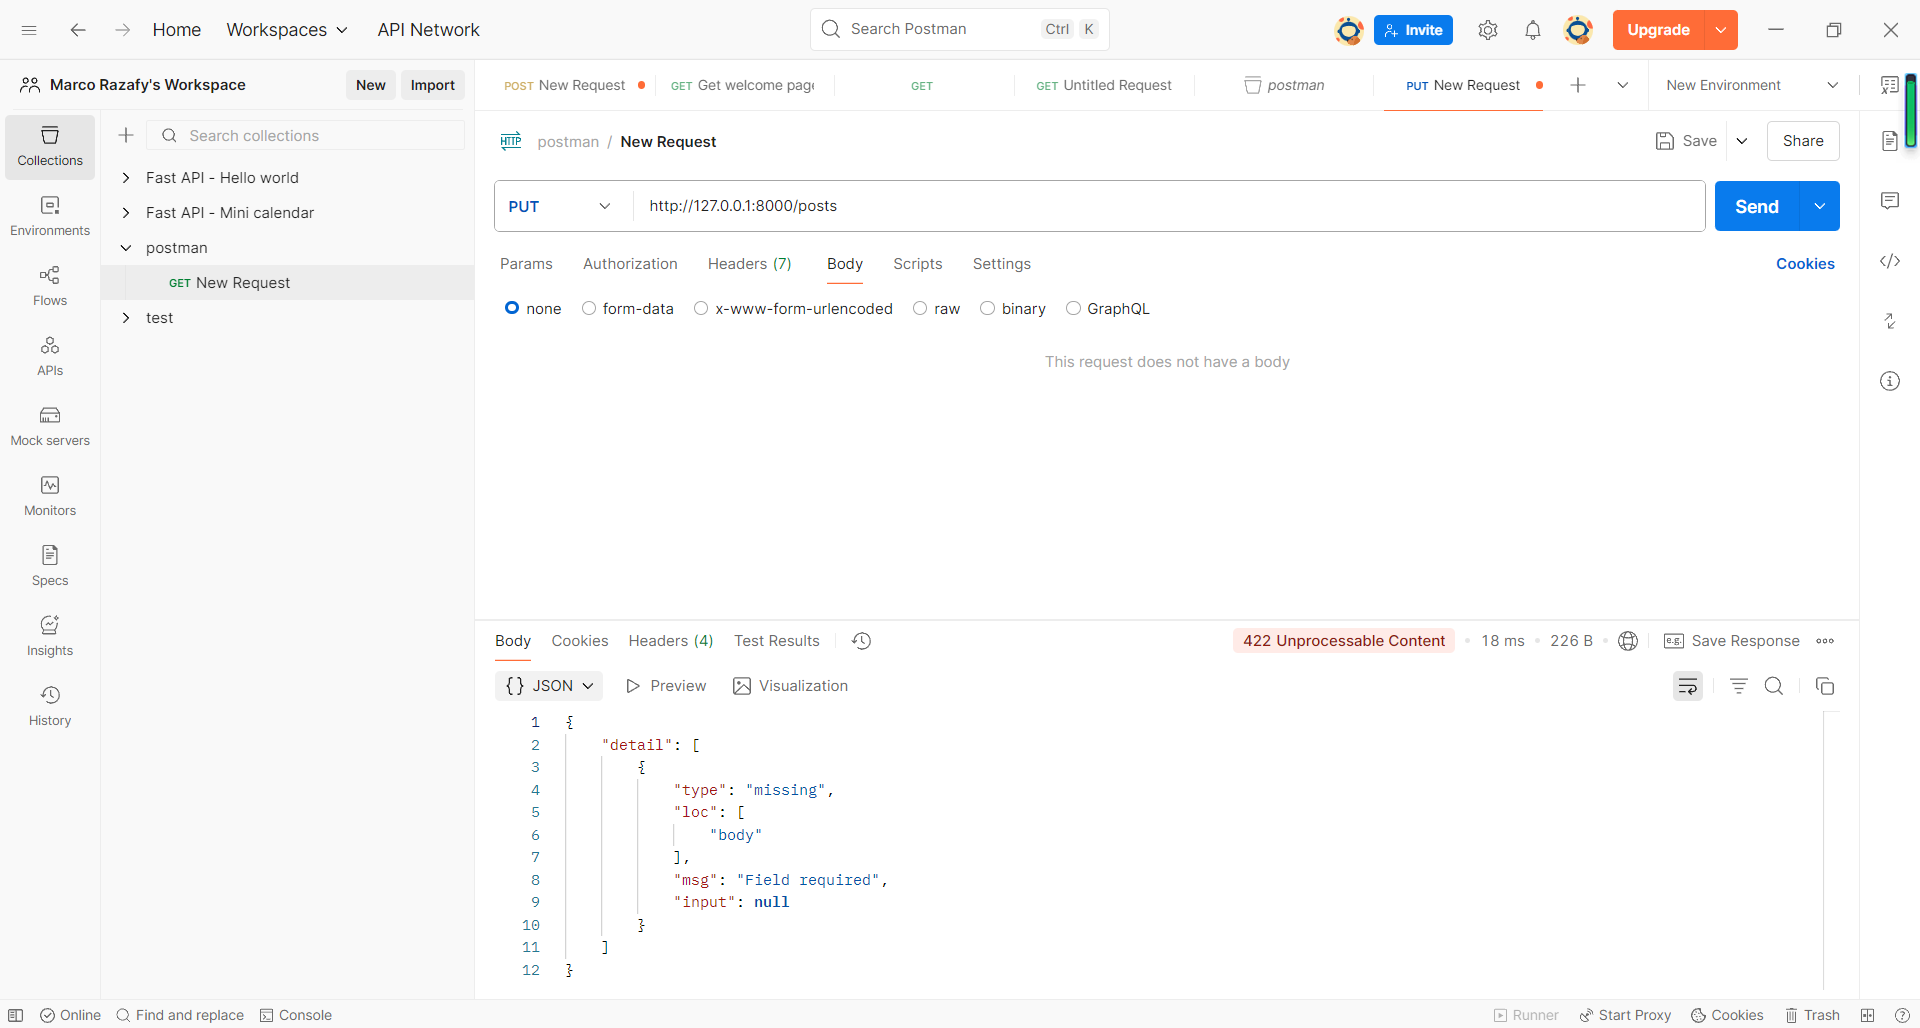 Home Workspaces API Network Search Postman Ctrl K Invite Upgrade
Marco Razafy's Workspace New Import
POST New Request GET Get welcome page GET GET Untitled Request postman PUT New Request New Environment
Search collections
Collections
Environments
Flows
APIs
Mock servers
Monitors
Specs
Insights
History
Fast API - Hello world
Fast API - Mini calendar
postman
GET New Request
test
HTTP postman / New Request Save Share
PUT http://127.0.0.1:8000/posts Send
Params Authorization Headers (7) Body Scripts Settings Cookies
none form-data x-www-form-urlencoded raw binary GraphQL
This request does not have a body
Body Cookies Headers (4) Test Results 422 Unprocessable Content 18 ms 226 B e.g. Save Response
{} JSON Preview Visualization
1 {
2 "detail": [
3 {
4 "type": "missing",
5 "loc": [
6 "body"
7 ],
8 "msg": "Field required",
9 "input": null
10 }
11 ]
12 }
Online Find and replace Console Runner Start Proxy Cookies Trash